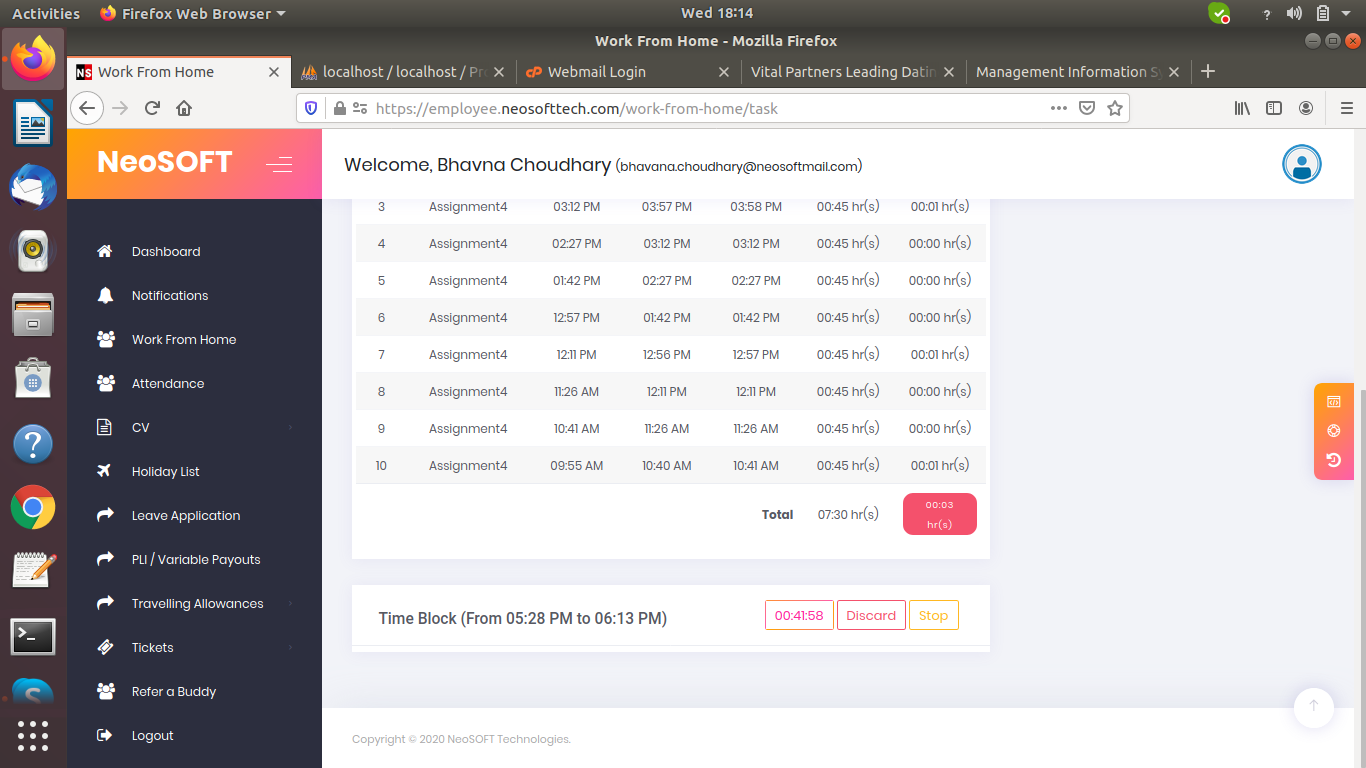 Activities Firefox Web Browser Wed 18:14
Work From Home - Mozilla Firefox
Work From Home localhost / localhost / Pr Webmail Login Vital Partners Leading Datin Management Information Sy
https://employee.neosofttech.com/work-from-home/task
NeoSOFT
Welcome, Bhavna Choudhary (bhavana.choudhary@neosoftmail.com)
Dashboard
Notifications
Work From Home
Attendance
CV
Holiday List
Leave Application
PLI / Variable Payouts
Travelling Allowances
Tickets
Refer a Buddy
Logout
3 Assignment4 03:12 PM 03:57 PM 03:58 PM 00:45 hr(s) 00:01 hr(s)
4 Assignment4 02:27 PM 03:12 PM 03:12 PM 00:45 hr(s) 00:00 hr(s)
5 Assignment4 01:42 PM 02:27 PM 02:27 PM 00:45 hr(s) 00:00 hr(s)
6 Assignment4 12:57 PM 01:42 PM 01:42 PM 00:45 hr(s) 00:00 hr(s)
7 Assignment4 12:11 PM 12:56 PM 12:57 PM 00:45 hr(s) 00:01 hr(s)
8 Assignment4 11:26 AM 12:11 PM 12:11 PM 00:45 hr(s) 00:00 hr(s)
9 Assignment4 10:41 AM 11:26 AM 11:26 AM 00:45 hr(s) 00:00 hr(s)
10 Assignment4 09:55 AM 10:40 AM 10:41 AM 00:45 hr(s) 00:01 hr(s)
Total 07:30 hr(s) 00:03
hr(s)
Time Block (From 05:28 PM to 06:13 PM) 00:41:58 Discard Stop
Copyright © 2020 NeoSOFT Technologies.